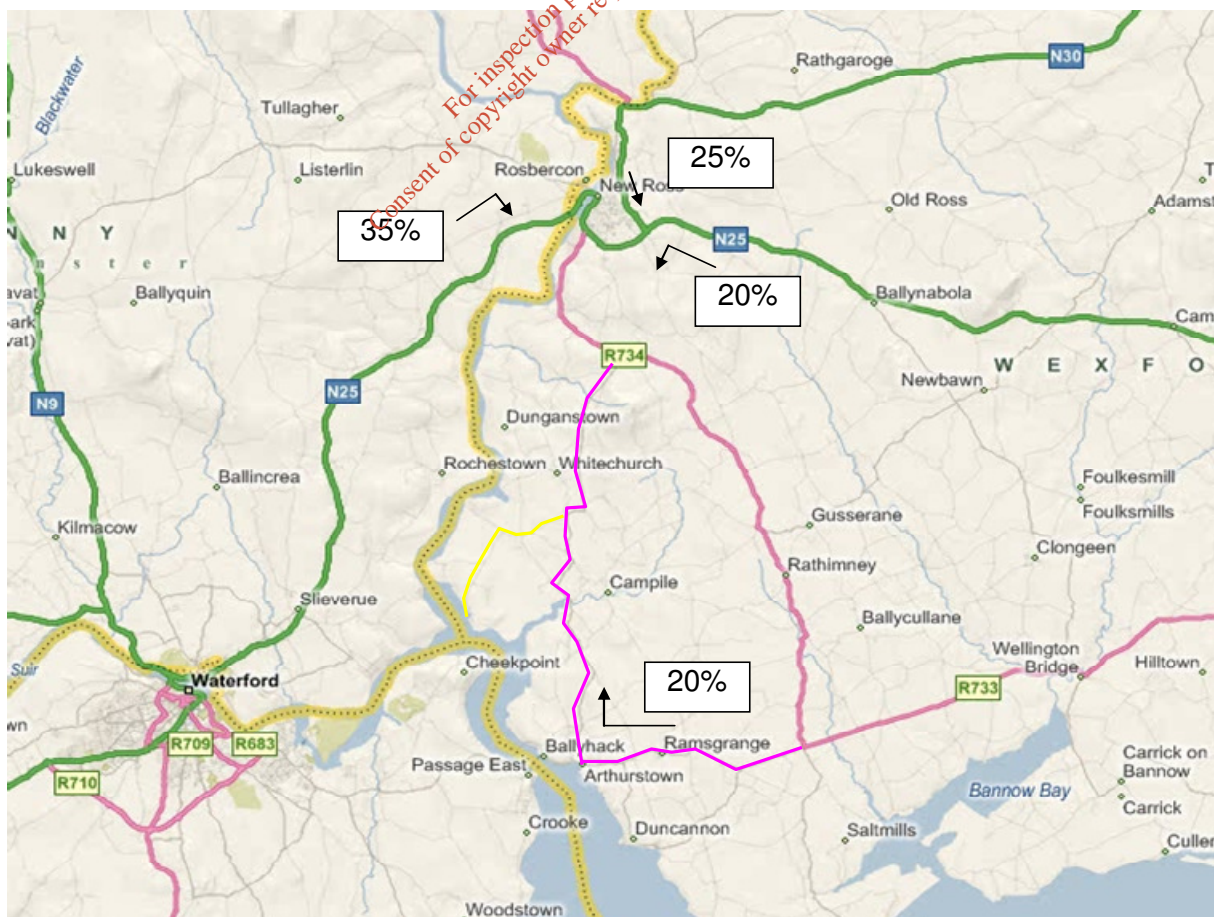 For inspection p
Consent of copyright owner re
Rathgaroge
N30
Blackwater
Tullagher
25%
Lukeswell
Listerlin
Rosbercon
New Ross
Old Ross
Adamst
35%
N25
N N Y
n s t e r
20%
Ballyquin
Ballynabola
Cam
R734
W E X F O
Newbawn
N9
N25
Dunganstown
Rochestown
Whitechurch
Ballincrea
Foulkesmill
Foulksmills
Kilmacow
Gusserane
Clongeen
Rathimney
Campile
Slieverue
Ballycullane
Wellington
Bridge
Hilltown
Suir
Cheekpoint
Waterford
20%
R733
R709
R683
Ballyhack
Ramsgrange
Passage East
Arthurstown
R710
Carrick on
Bannow
Bannow Bay
Carrick
Crooke
Duncannon
Saltmills
Culler
Woodstown